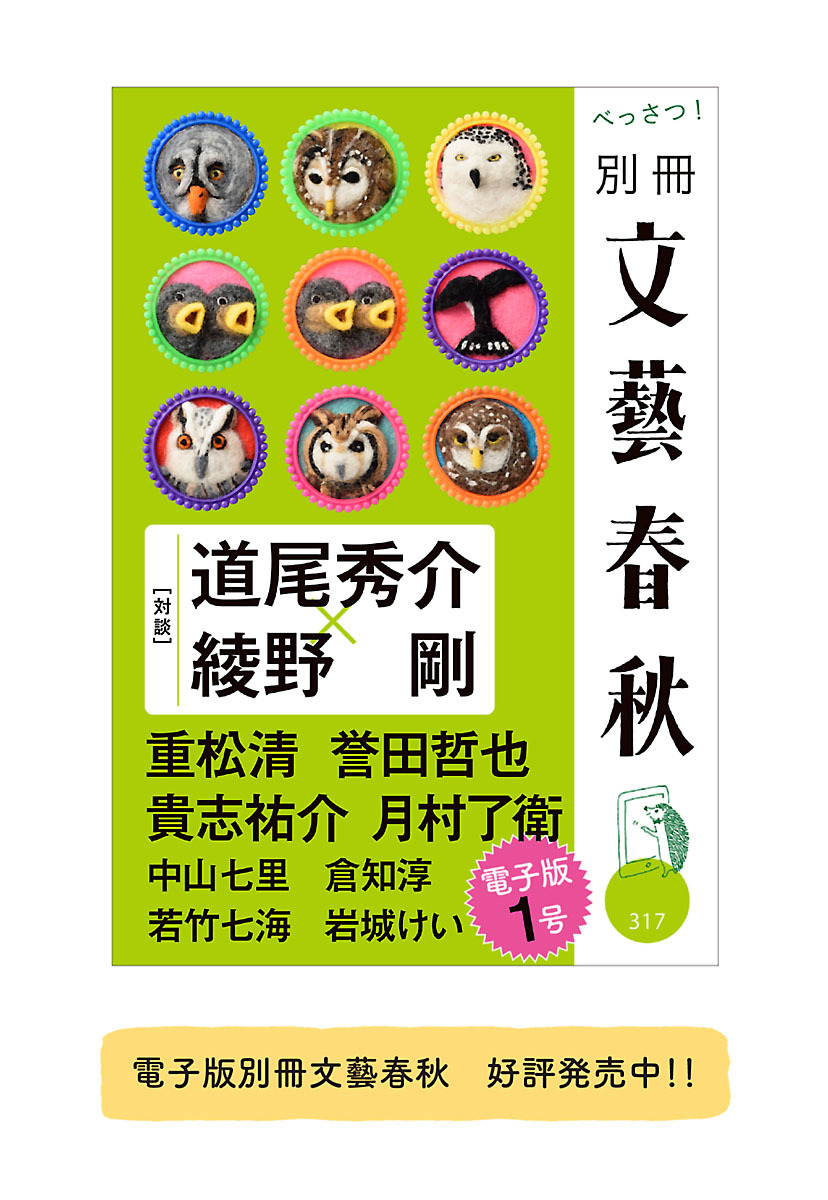 べっさつ!
別冊
文藝春秋
[対談]
道尾秀介
×
綾野 剛
重松清 誉田哲也
貴志祐介 月村了衛
中山七里 倉知淳
若竹七海 岩城けい
電子版
1号
317
電子版別冊文藝春秋 好評発売中!!